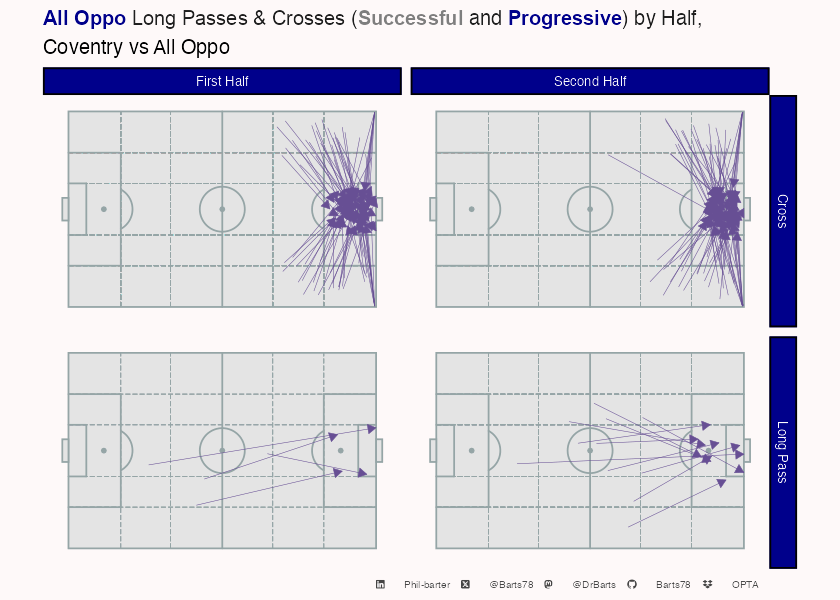 All Oppo Long Passes & Crosses (Successful and Progressive) by Half,
Coventry vs All Oppo
First Half
Second Half
Cross
Long Pass
Phil-barter @Barts78 @DrBarts Barts78 OPTA